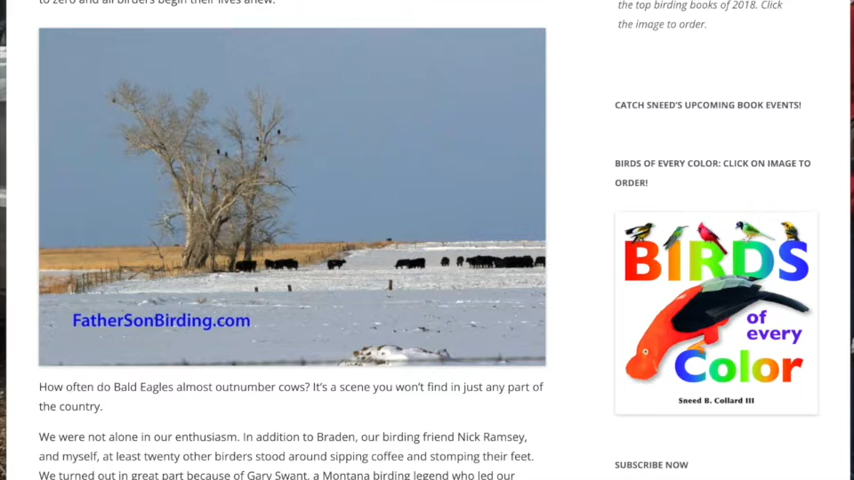 to zero and all birders begin their lives anew.
FatherSonBirding.com
How often do Bald Eagles almost outnumber cows? It's a scene you won't find in just any part of
the country.
We were not alone in our enthusiasm. In addition to Braden, our birding friend Nick Ramsey,
and myself, at least twenty other birders stood around sipping coffee and stomping their feet.
We turned out in great part because of Gary Swant, a Montana birding legend who led our
the top birding books of 2018. Click
the image to order.
CATCH SNEED'S UPCOMING BOOK EVENTS!
BIRDS OF EVERY COLOR: CLICK ON IMAGE TO
ORDER!
BIRDS
of
every
Color
Sneed B. Collard III
SUBSCRIBE NOW